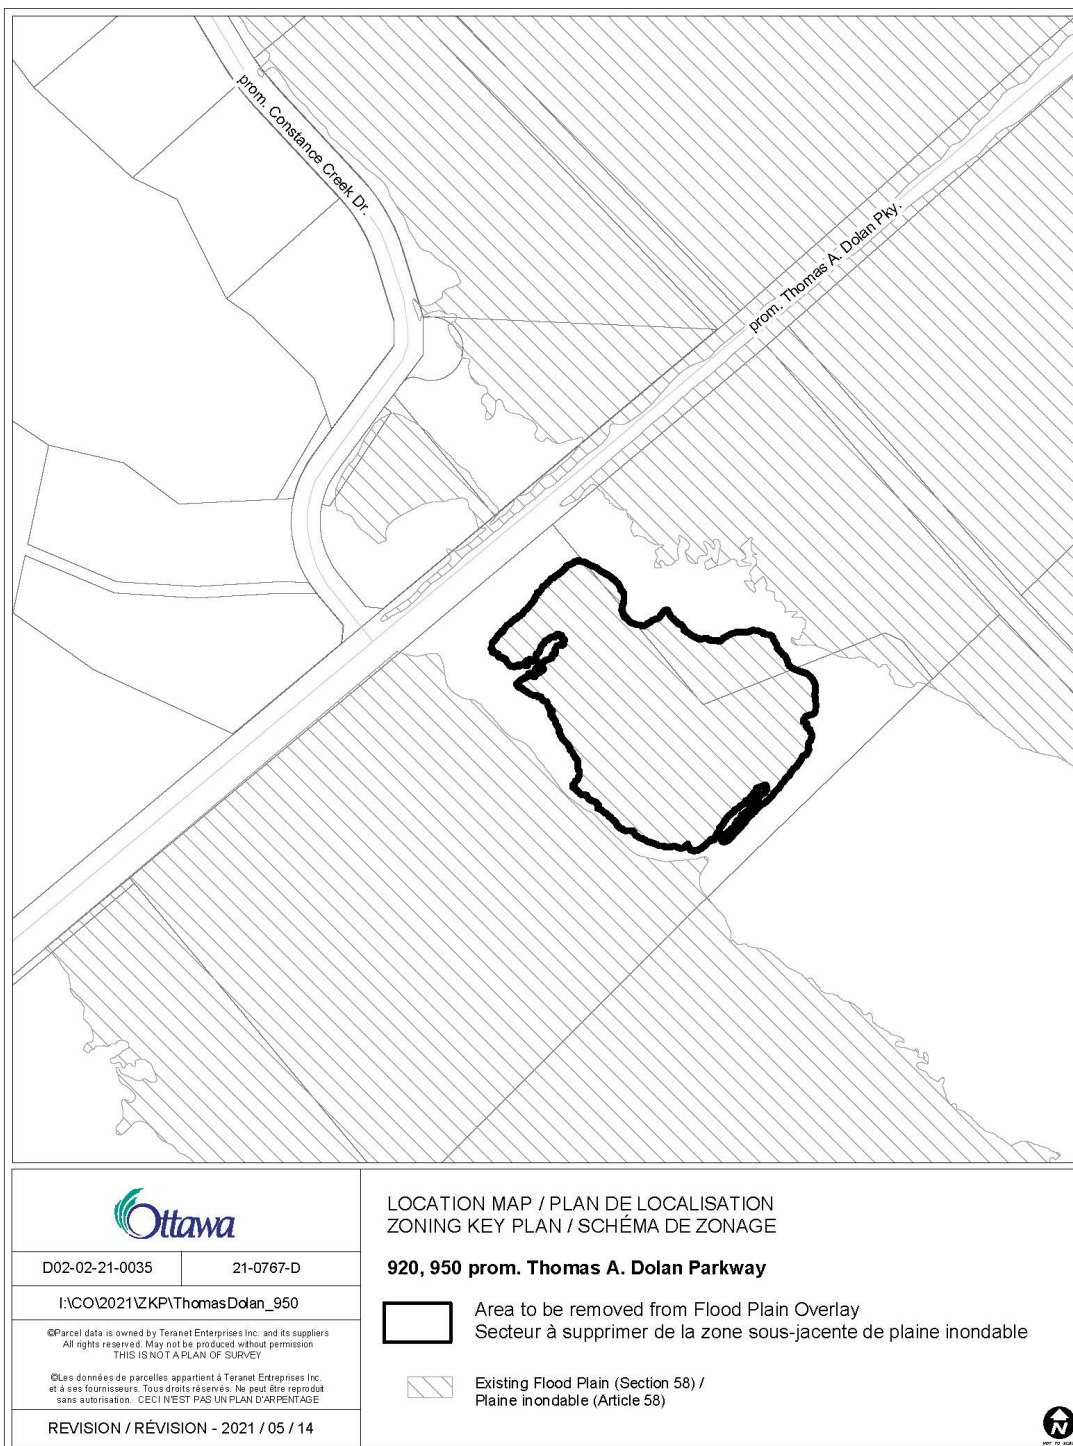 prom. Constance Creek Dr.
prom. Thomas A. Dolan Pky.
Ottawa
D02-02-21-0035
21-0767-D
I:\CO\2021\ZKP\ThomasDolan_950
©Parcel data is owned by Teranet Enterprises Inc. and its suppliers
All rights reserved. May not be produced without permission
THIS IS NOT A PLAN OF SURVEY
©Les données de parcelles appartient à Teranet Entreprises Inc.
et à ses fournisseurs. Tous droits réservés. Ne peut être reproduit
sans autorisation. CECI N'EST PAS UN PLAN D'ARPENTAGE
REVISION / RÉVISION - 2021 / 05 / 14
LOCATION MAP / PLAN DE LOCALISATION
ZONING KEY PLAN / SCHÉMA DE ZONAGE
920, 950 prom. Thomas A. Dolan Parkway
Area to be removed from Flood Plain Overlay
Secteur à supprimer de la zone sous-jacente de plaine inondable
Existing Flood Plain (Section 58) /
Plaine inondable (Article 58)
N
NOT TO SCALE